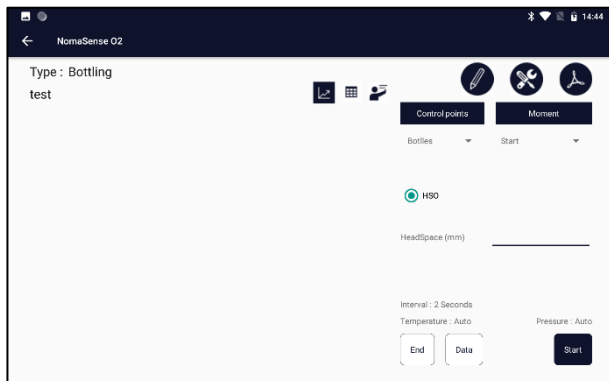 14:44
NomaSense O2
Type : Bottling
test
Control points
Moment
Botlles
Start
HSO
HeadSpace (mm)
Interval : 2 Seconds
Temperature : Auto
Pressure : Auto
End
Data
Start